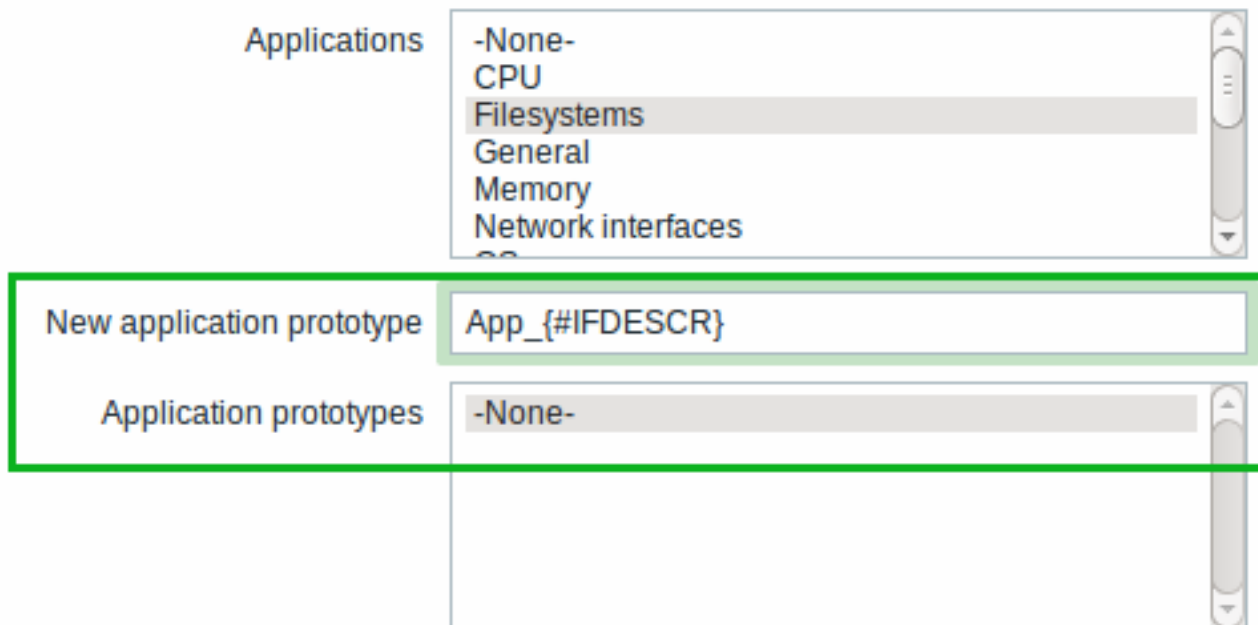 Applications
-None-
CPU
Filesystems
General
Memory
Network interfaces
New application prototype
App_{#IFDESCR}
Application prototypes
-None-